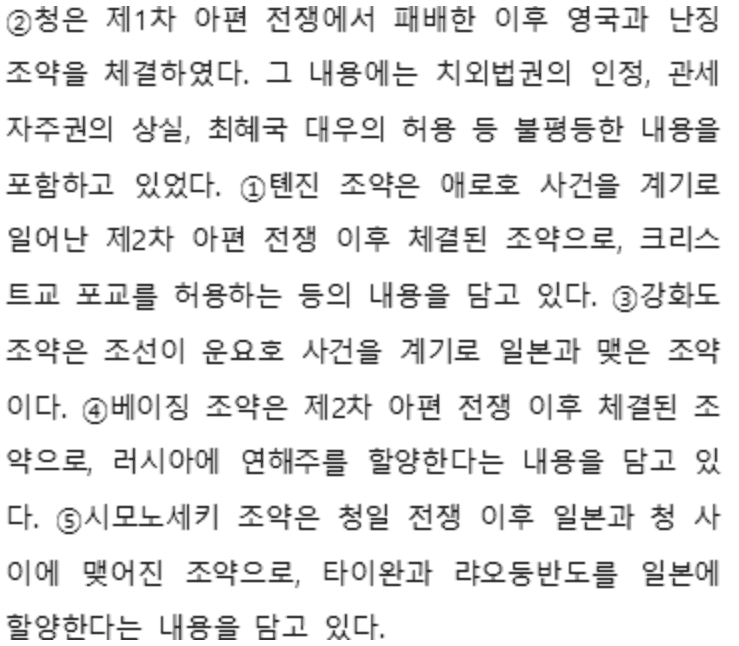 ②청은 제1차 아편 전쟁에서 패배한 이후 영국과 난징
조약을 체결하였다. 그 내용에는 치외법권의 인정, 관세
자주권의 상실, 최혜국 대우의 허용 등 불평등한 내용을
포함하고 있었다. ①톈진 조약은 애로호 사건을 계기로
일어난 제2차 아편 전쟁 이후 체결된 조약으로, 크리스
트교 포교를 허용하는 등의 내용을 담고 있다. ③강화도
조약은 조선이 운요호 사건을 계기로 일본과 맺은 조약
이다. ④베이징 조약은 제2차 아편 전쟁 이후 체결된 조
약으로, 러시아에 연해주를 할양한다는 내용을 담고 있
다. ⑤시모노세키 조약은 청일 전쟁 이후 일본과 청 사
이에 맺어진 조약으로, 타이완과 랴오둥반도를 일본에
할양한다는 내용을 담고 있다.